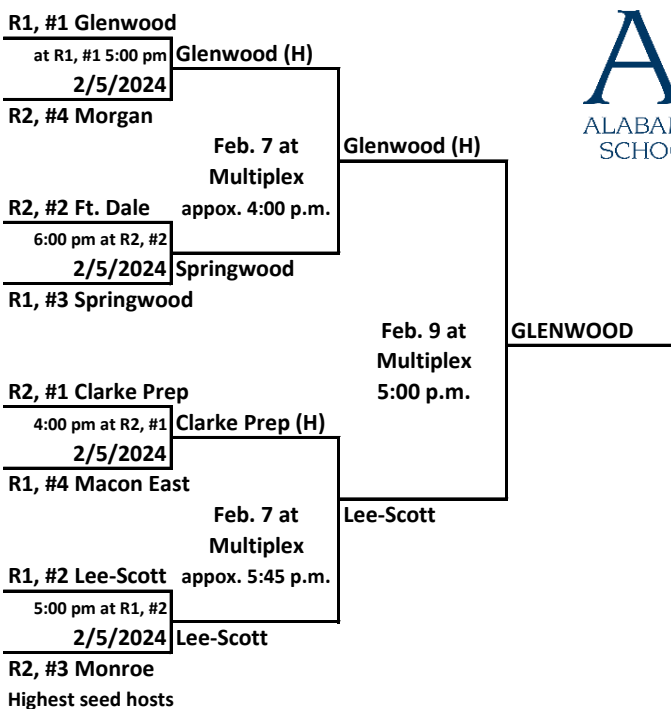 R1, #1 Glenwood
at R1, #1 5:00 pm Glenwood (H)
2/5/2024
R2, #4 Morgan
Feb. 7 at
Multiplex
appox. 4:00 p.m.
Glenwood (H)
R2, #2 Ft. Dale
6:00 pm at R2, #2
2/5/2024 Springwood
R1, #3 Springwood
Feb. 9 at
Multiplex
5:00 p.m.
GLENWOOD
R2, #1 Clarke Prep
4:00 pm at R2, #1 Clarke Prep (H)
2/5/2024
R1, #4 Macon East
Feb. 7 at
Multiplex
appox. 5:45 p.m.
Lee-Scott
R1, #2 Lee-Scott
5:00 pm at R1, #2
2/5/2024 Lee-Scott
R2, #3 Monroe
Highest seed hosts
A